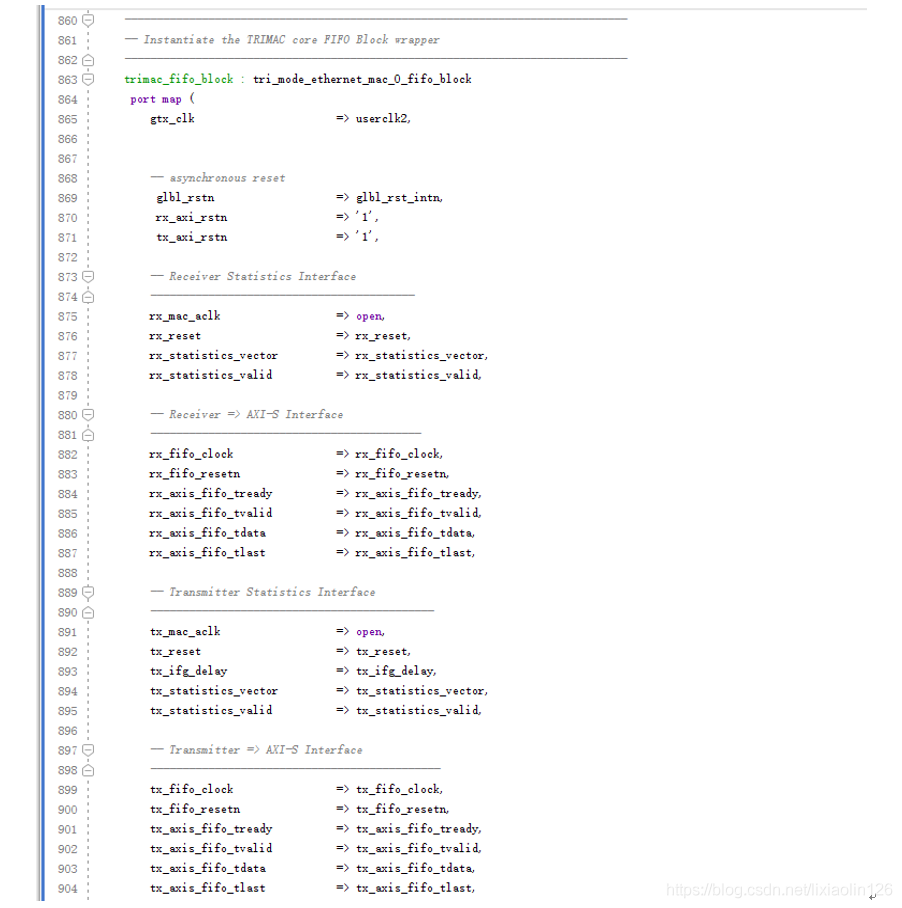 860 --------------------------------------------------------------------------------
861 -- Instantiate the TRIMAC core FIFO Block wrapper
862 --------------------------------------------------------------------------------
863 trimac_fifo_block : tri_mode_ethernet_mac_0_fifo_block
864 port map (
865 gtx_clk => userclk2,
866
867
868 -- asynchronous reset
869 glbl_rstn => glbl_rst_intn,
870 rx_axi_rstn => '1',
871 tx_axi_rstn => '1',
872
873 -- Receiver Statistics Interface
874 -----------------------------------------
875 rx_mac_aclk => open,
876 rx_reset => rx_reset,
877 rx_statistics_vector => rx_statistics_vector,
878 rx_statistics_valid => rx_statistics_valid,
879
880 -- Receiver => AXI-S Interface
881 ------------------------------------------
882 rx_fifo_clock => rx_fifo_clock,
883 rx_fifo_resetn => rx_fifo_resetn,
884 rx_axis_fifo_tready => rx_axis_fifo_tready,
885 rx_axis_fifo_tvalid => rx_axis_fifo_tvalid,
886 rx_axis_fifo_tdata => rx_axis_fifo_tdata,
887 rx_axis_fifo_tlast => rx_axis_fifo_tlast,
888
889 -- Transmitter Statistics Interface
890 --------------------------------------------
891 tx_mac_aclk => open,
892 tx_reset => tx_reset,
893 tx_ifg_delay => tx_ifg_delay,
894 tx_statistics_vector => tx_statistics_vector,
895 tx_statistics_valid => tx_statistics_valid,
896
897 -- Transmitter => AXI-S Interface
898 ---------------------------------------------
899 tx_fifo_clock => tx_fifo_clock,
900 tx_fifo_resetn => tx_fifo_resetn,
901 tx_axis_fifo_tready => tx_axis_fifo_tready,
902 tx_axis_fifo_tvalid => tx_axis_fifo_tvalid,
903 tx_axis_fifo_tdata => tx_axis_fifo_tdata,
904 tx_axis_fifo_tlast => tx_axis_fifo_tlast,
https://blog.csdn.net/lixiaolin126